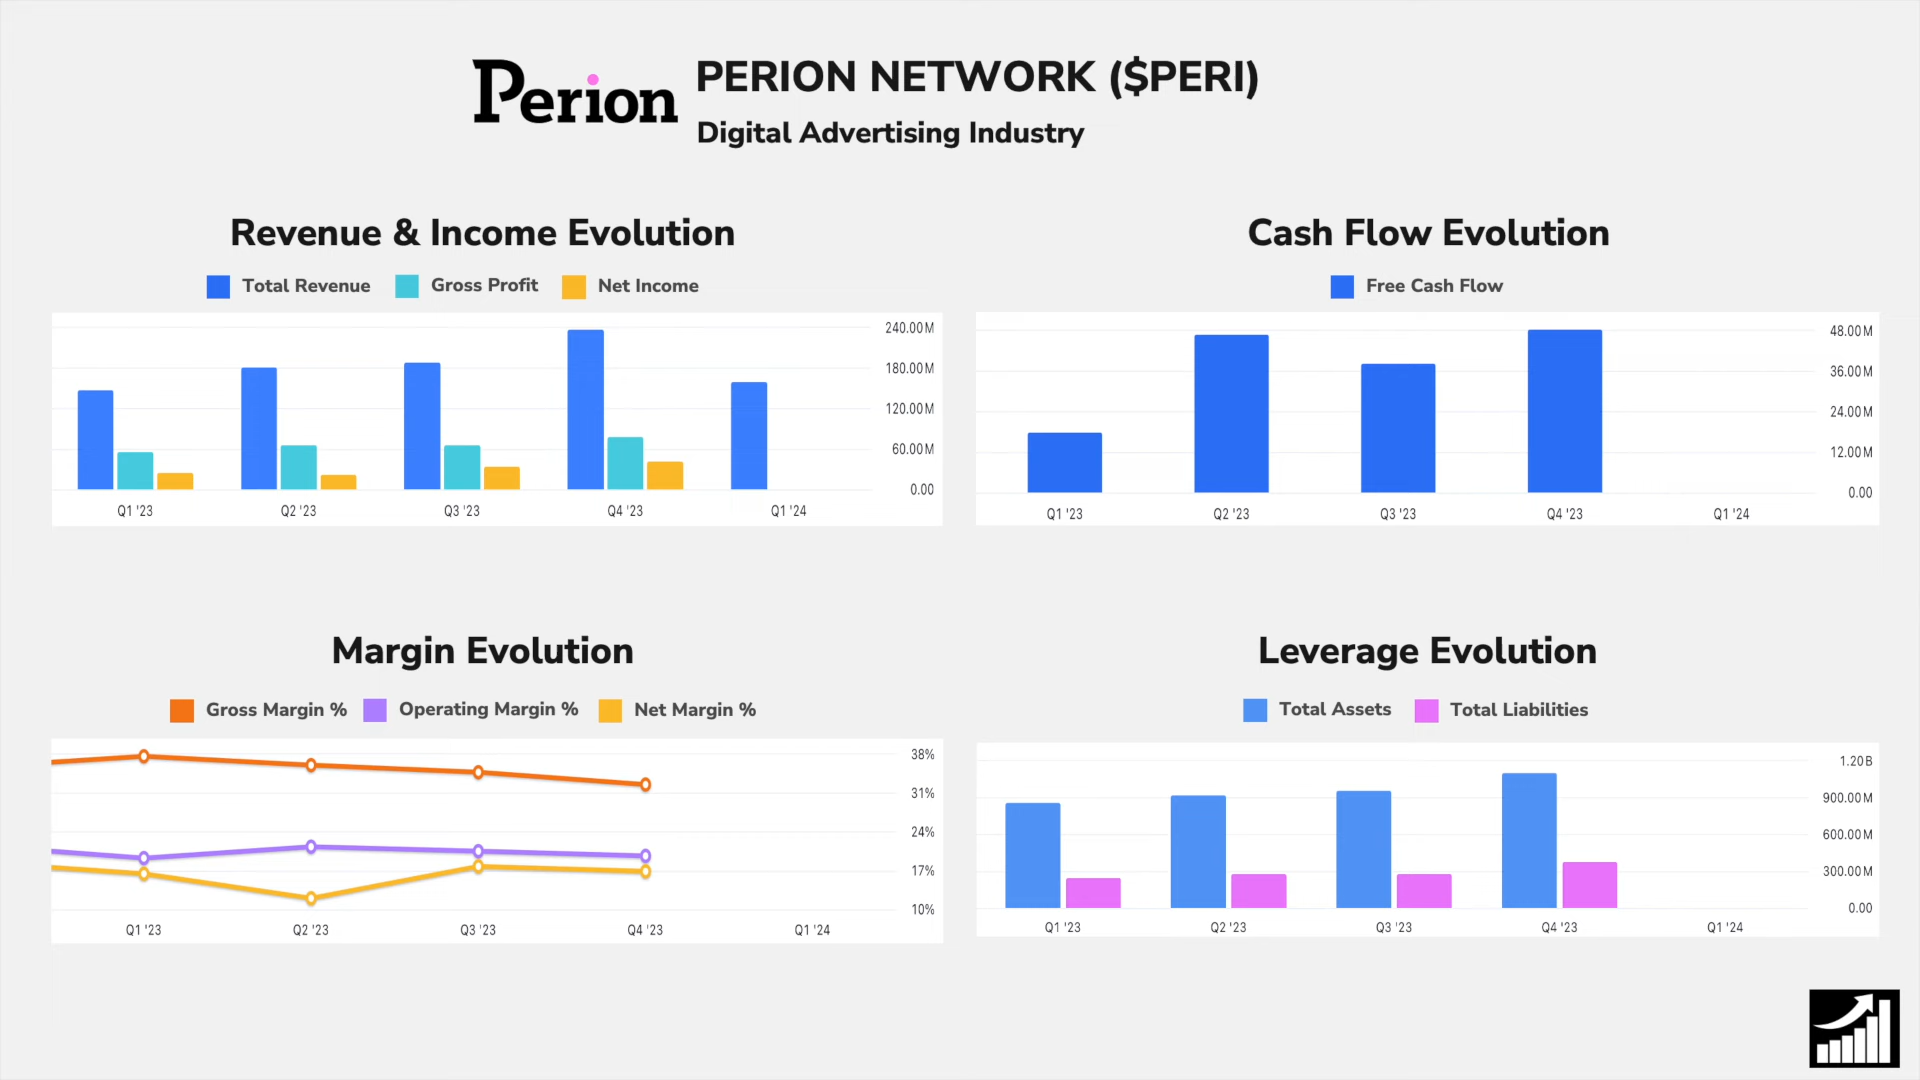 Perion
PERION NETWORK ($PERI)
Digital Advertising Industry
Revenue & Income Evolution
Total Revenue
Gross Profit
Net Income
240.00M
180.00M
120.00M
60.00M
0.00
Q1 '23
Q2 '23
Q3 '23
Q4 '23
Q1 '24
Cash Flow Evolution
Free Cash Flow
48.00M
36.00M
24.00M
12.00M
0.00
Q1 '23
Q2 '23
Q3 '23
Q4 '23
Q1 '24
Margin Evolution
Gross Margin %
Operating Margin %
Net Margin %
38%
31%
24%
17%
10%
Q1 '23
Q2 '23
Q3 '23
Q4 '23
Q1 '24
Leverage Evolution
Total Assets
Total Liabilities
1.20B
900.00M
600.00M
300.00M
0.00
Q1 '23
Q2 '23
Q3 '23
Q4 '23
Q1 '24